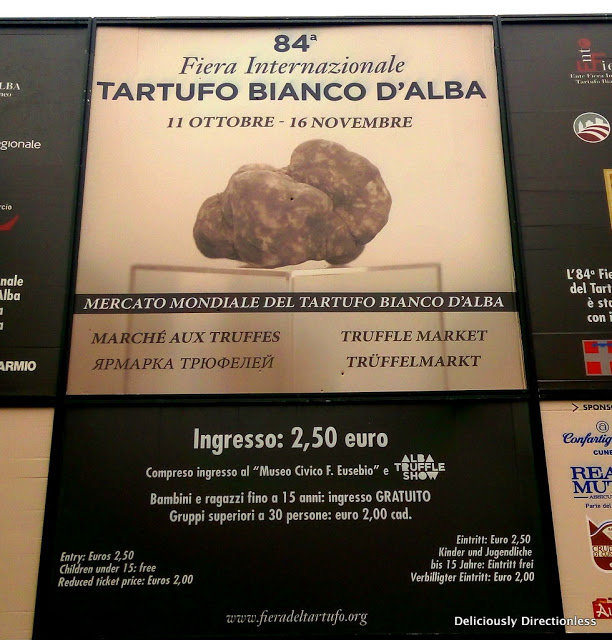 84ª
Fiera Internazionale
TARTUFO BIANCO D'ALBA
11 OTTOBRE - 16 NOVEMBRE
MERCATO MONDIALE DEL TARTUFO BIANCO D'ALBA
MARCHÉ AUX TRUFFES
TRUFFLE MARKET
ЯРМАРКА ТРЮФЕЛЕЙ
TRÜFFELMARKT
Ingresso: 2,50 euro
Compreso ingresso al "Museo Civico F. Eusebio" e
ALBA
TRUFFLE
SHOW
Bambini e ragazzi fino a 15 anni: ingresso GRATUITO
Gruppi superiori a 30 persone: euro 2,00 cad.
Entry: Euros 2,50
Children under 15: free
Reduced ticket price: Euros 2,00
Eintritt: Euro 2,50
Kinder und Jugendliche
bis 15 Jahre: Eintritt frei
Verbilligter Eintritt: Euro 2,00
www.fieradeltartufo.org
L'84ª Fie
del Tart
è sta
con i
SPONS
Confartig
CUNE
REA
MUT
Parte del
Deliciously Directionless